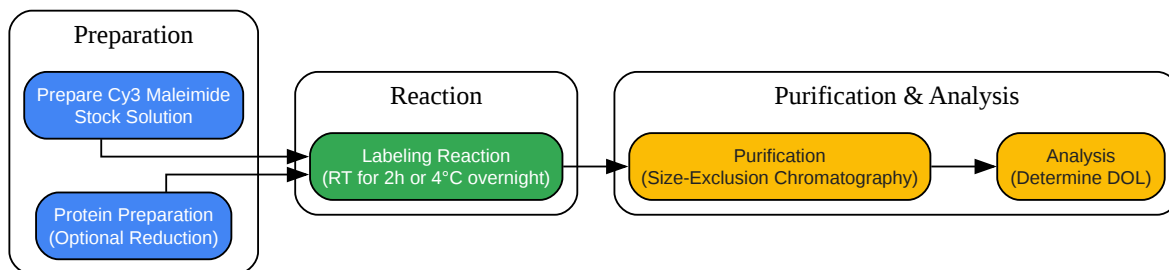 Preparation
Prepare Cy3 Maleimide
Stock Solution
Protein Preparation
(Optional Reduction)
Reaction
Labeling Reaction
(RT for 2h or 4°C overnight)
Purification & Analysis
Purification
(Size-Exclusion Chromatography)
Analysis
(Determine DOL)